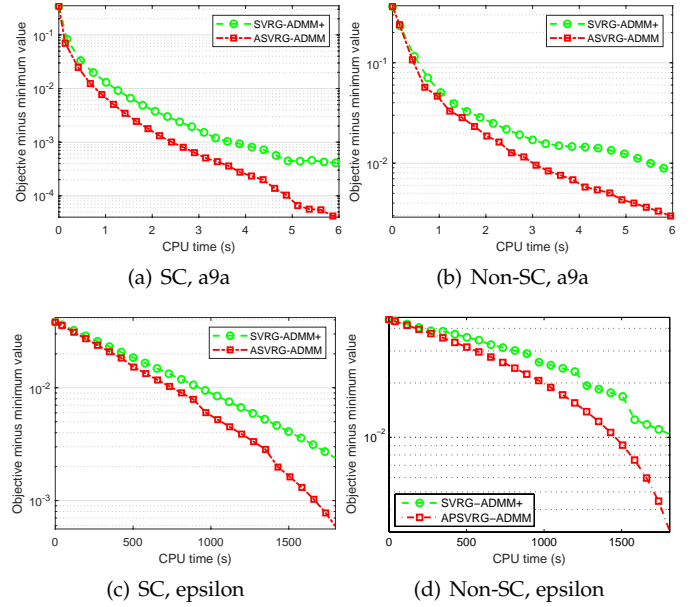 10^-1
10^-2
10^-3
10^-4
Objective minus minimum value
SVRG-ADMM+
ASVRG-ADMM
0 1 2 3 4 5 6
CPU time (s)
(a) SC, a9a
10^-1
10^-2
Objective minus minimum value
SVRG-ADMM+
ASVRG-ADMM
0 1 2 3 4 5 6
CPU time (s)
(b) Non-SC, a9a
10^-2
10^-3
Objective minus minimum value
SVRG-ADMM+
ASVRG-ADMM
0 500 1000 1500
CPU time (s)
(c) SC, epsilon
10^-2
Objective minus minimum value
SVRG-ADMM+
APSVRG-ADMM
0 500 1000 1500
CPU time (s)
(d) Non-SC, epsilon